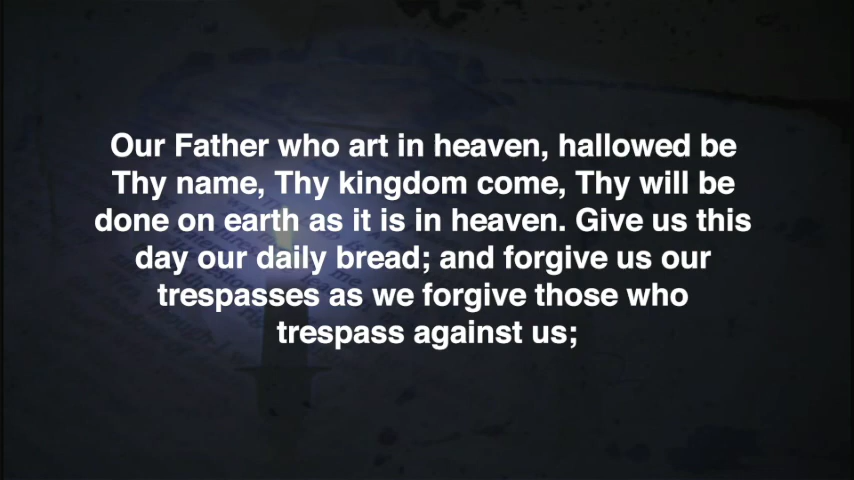 Our Father who art in heaven, hallowed be
Thy name, Thy kingdom come, Thy will be
done on earth as it is in heaven. Give us this
day our daily bread; and forgive us our
trespasses as we forgive those who
trespass against us;